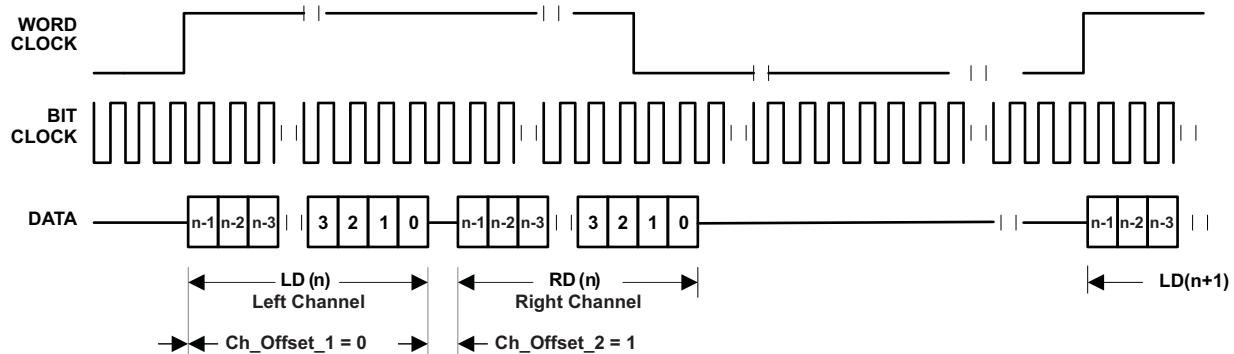 WORD
CLOCK
BIT
CLOCK
DATA
n-1 n-2 n-3 3 2 1 0 n-1 n-2 n-3 3 2 1 0 n-1 n-2 n-3
LD (n) RD (n) LD(n+1)
Left Channel Right Channel
Ch_Offset_1 = 0 Ch_Offset_2 = 1